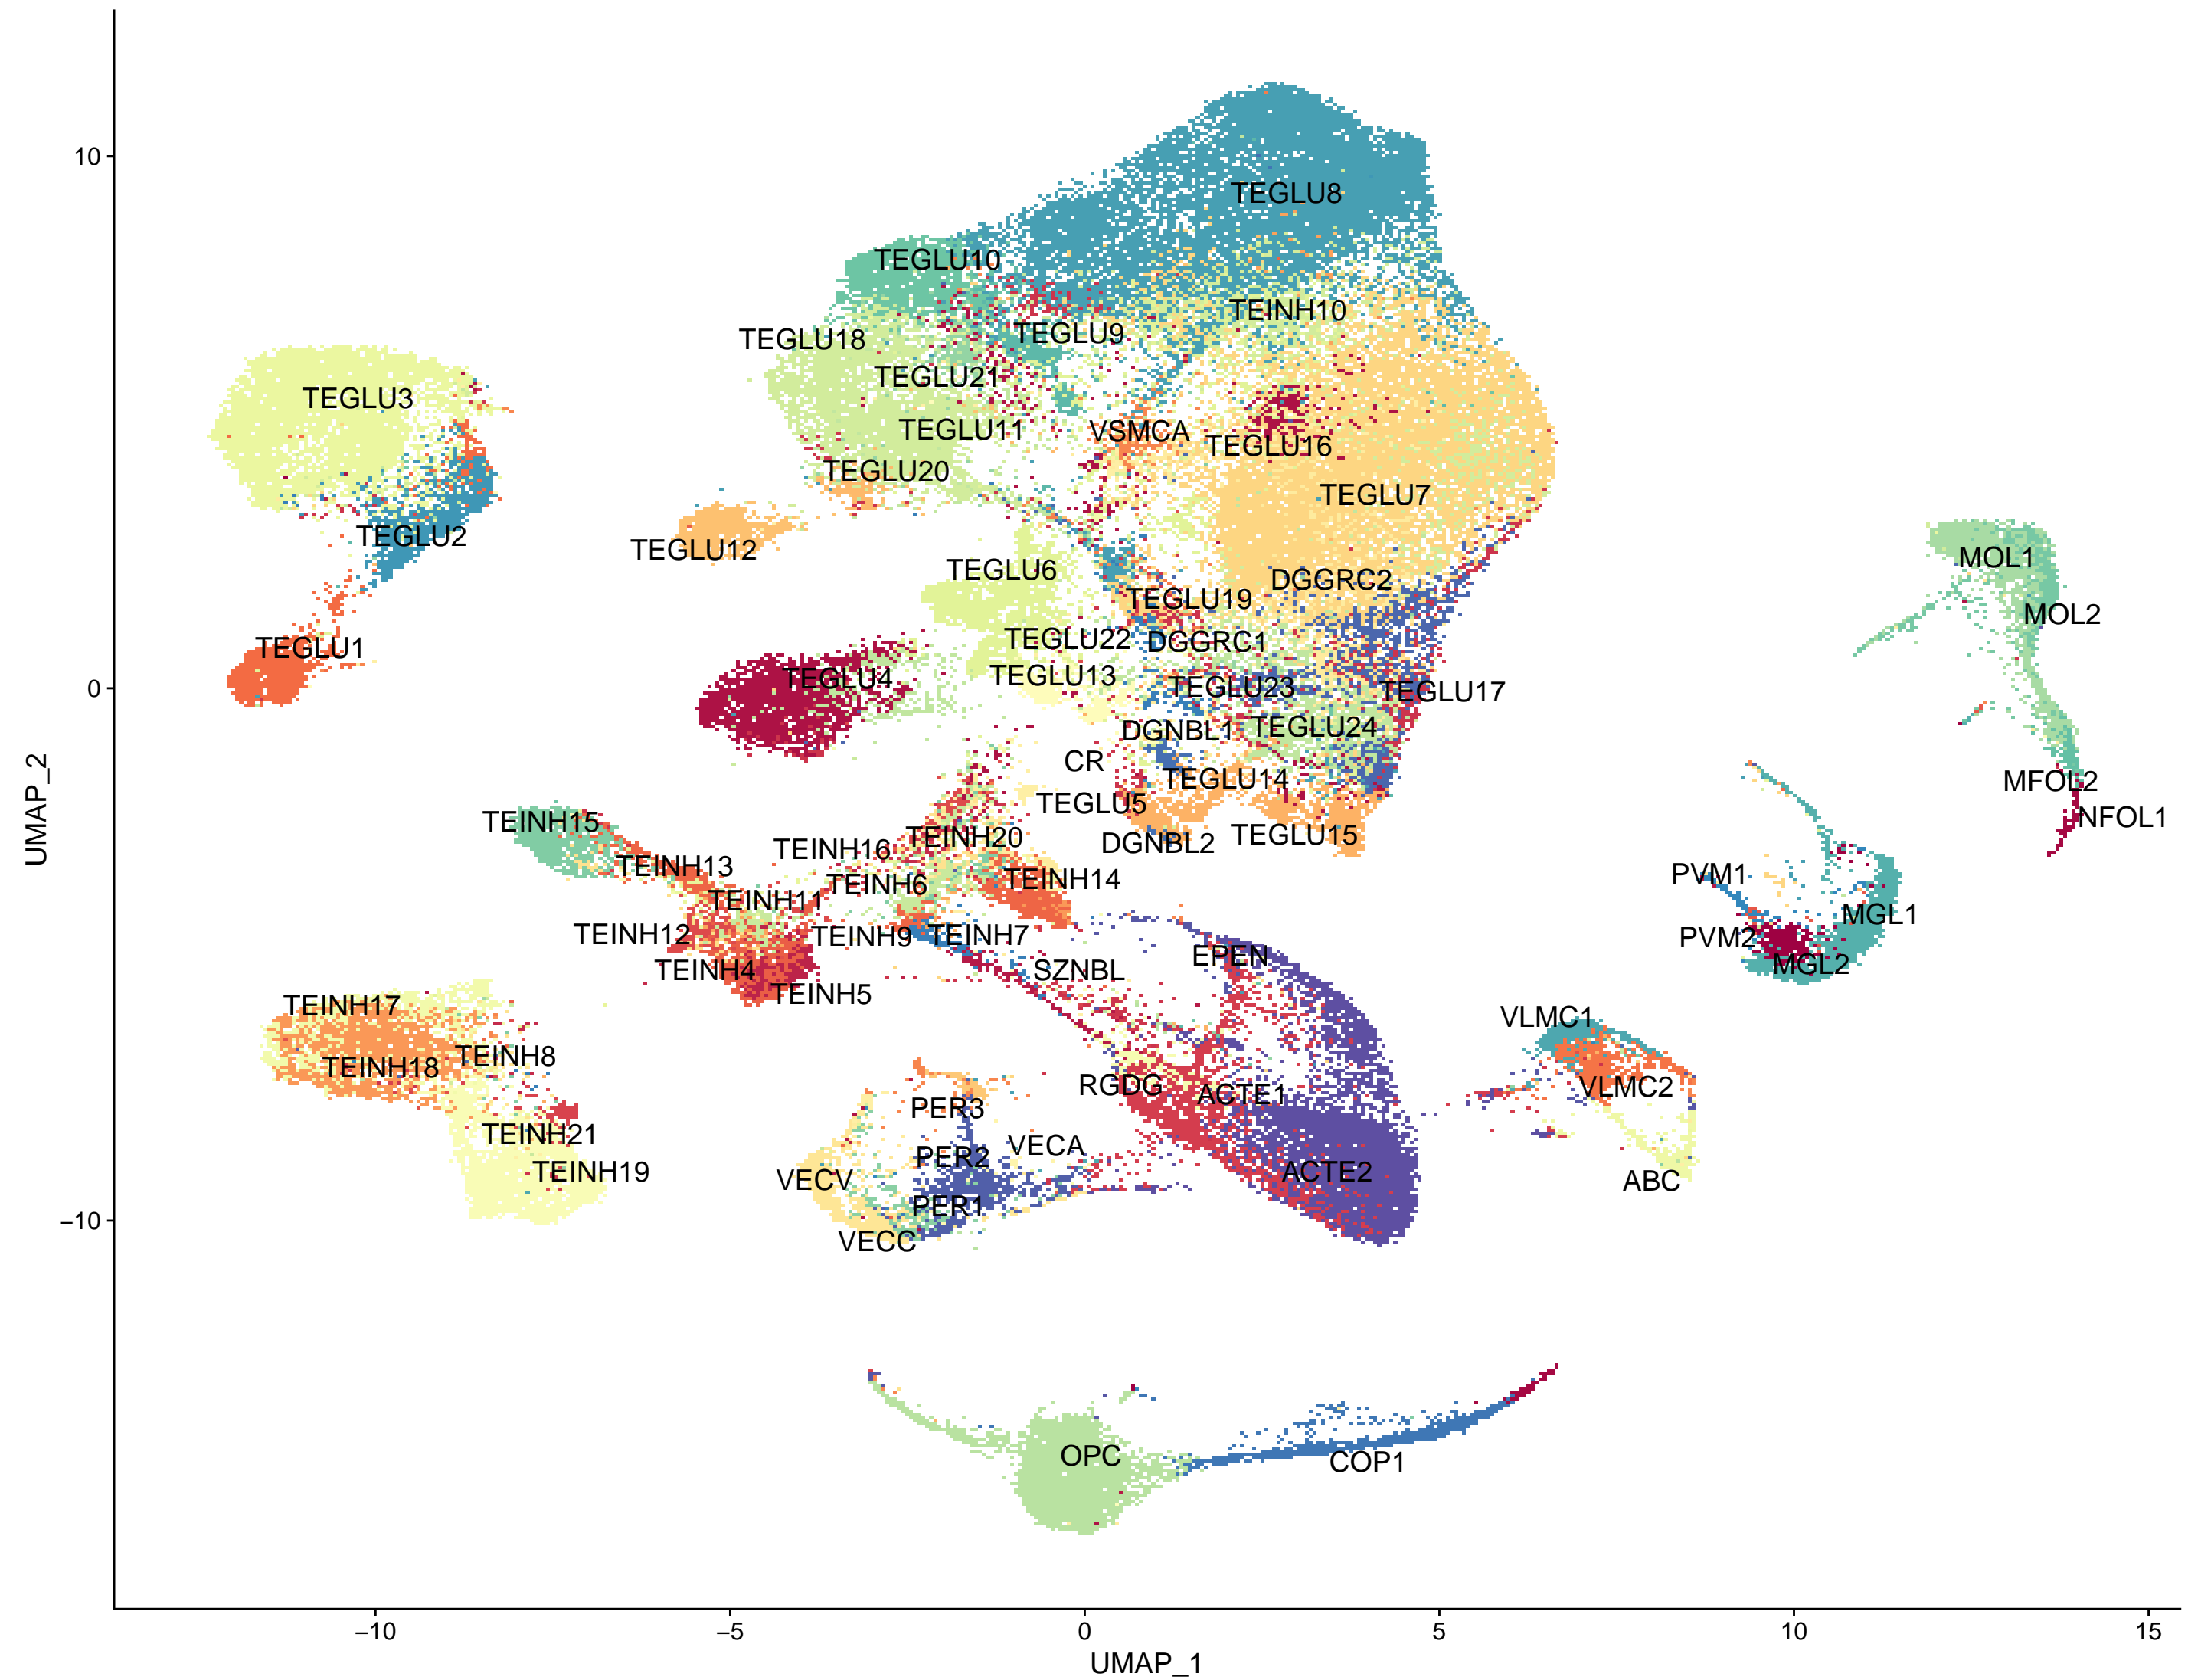 10
0
−10
UMAP_2
TEGLU8
TEGLU10
TEINH10
TEGLU9
TEGLU18
TEGLU21
TEGLU3
TEGLU11
VSMCA
TEGLU16
TEGLU20
TEGLU7
TEGLU2
TEGLU12
MOL1
TEGLU6
DGGRC2
TEGLU19
MOL2
TEGLU22
DGGRC1
TEGLU1
TEGLU13
TEGLU4
TEGLU23
TEGLU17
DGNBL1
TEGLU24
CR
TEGLU14
MFOL2
TEGLU5
NFOL1
TEINH15
TEGLU15
TEINH20
DGNBL2
TEINH16
TEINH13
PVM1
TEINH14
TEINH6
TEINH11
MGL1
TEINH12
TEINH9
TEINH7
PVM2
EPEN
MGL2
TEINH4
SZNBL
TEINH5
TEINH17
VLMC1
TEINH8
TEINH18
RGDG
VLMC2
ACTE1
PER3
TEINH21
VECA
PER2
TEINH19
ACTE2
VECV
ABC
PER1
VECC
OPC
COP1
−10
−5
0
5
10
15
UMAP_1